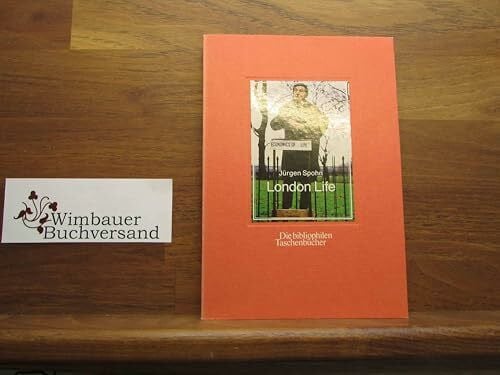 Wimbauer
Buchversand
ECONOMICS OF LIFE
Jürgen Spohn
London Life
Die bibliophilen
Taschenbücher